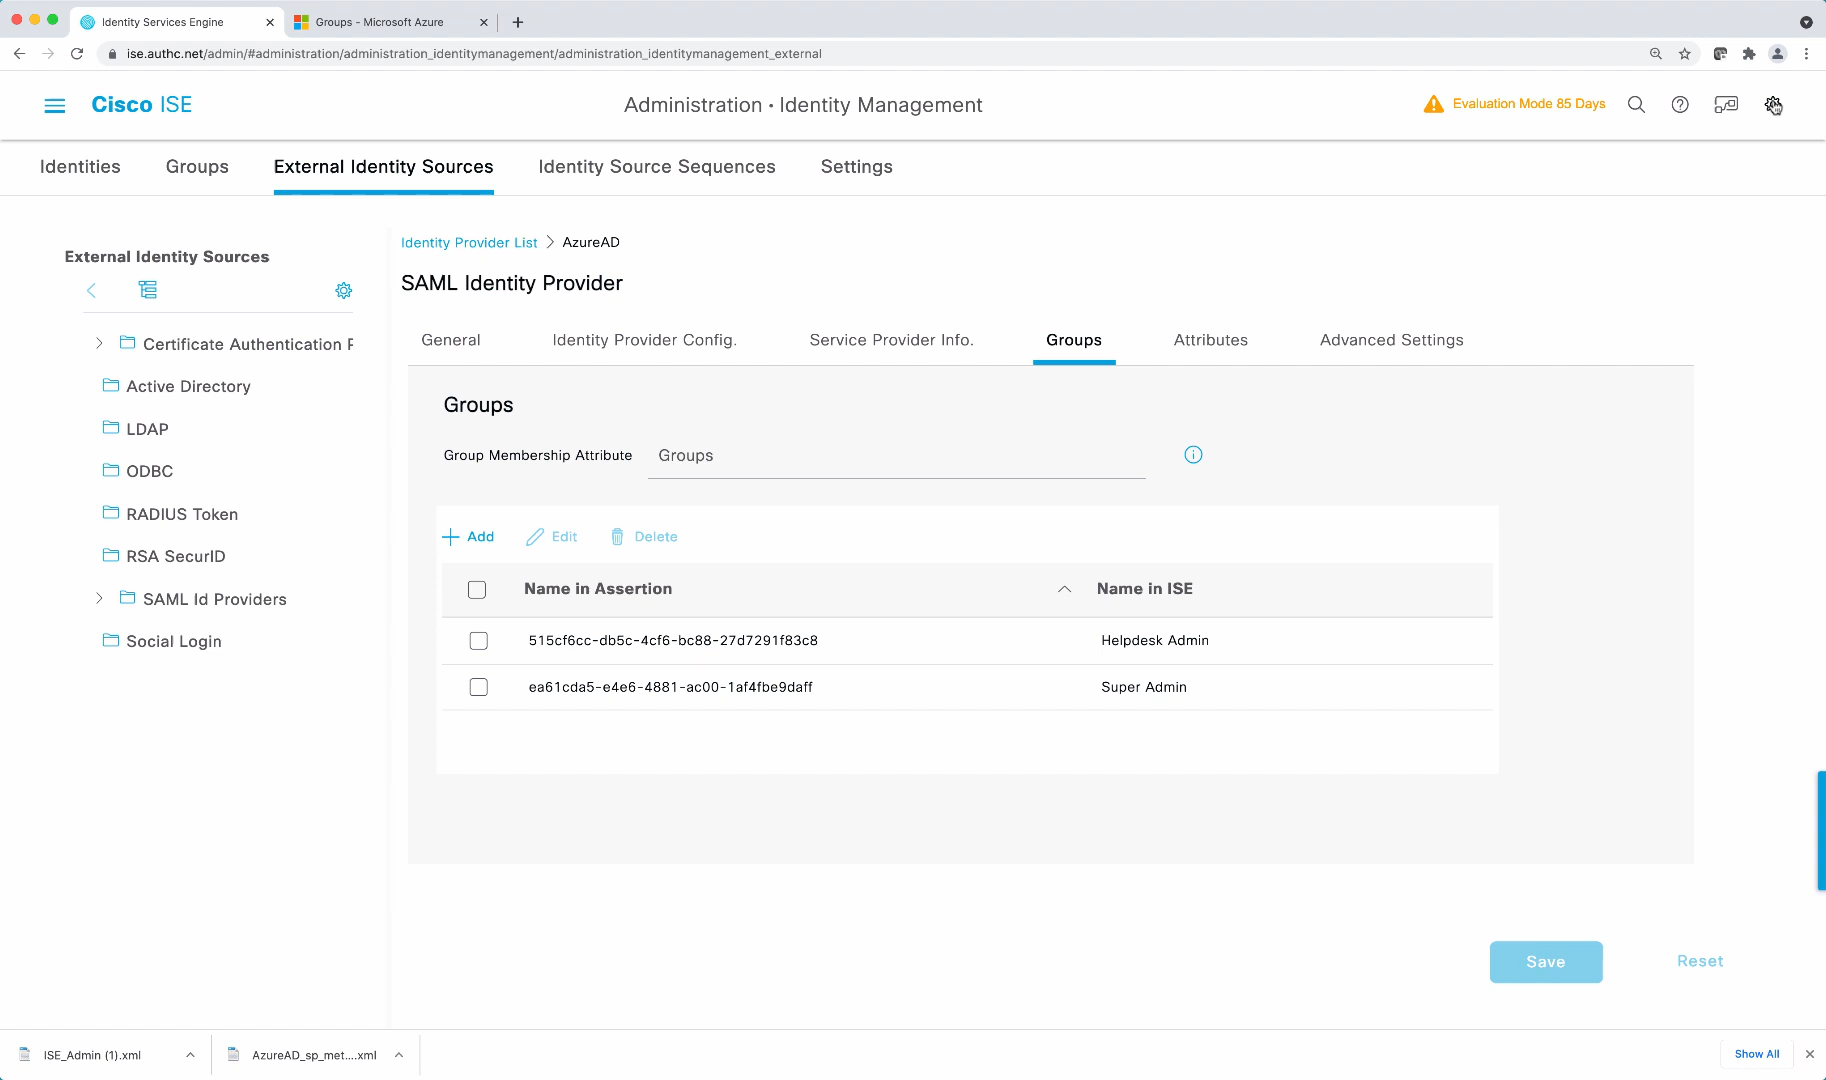 Identity Services Engine
Groups - Microsoft Azure
ise.authc.net/admin/#administration/administration_identitymanagement/administration_identitymanagement_external
Cisco ISE
Administration • Identity Management
Evaluation Mode 85 Days
Identities
Groups
External Identity Sources
Identity Source Sequences
Settings
External Identity Sources
Certificate Authentication F
Active Directory
LDAP
ODBC
RADIUS Token
RSA SecurID
SAML Id Providers
Social Login
Identity Provider List > AzureAD
SAML Identity Provider
General
Identity Provider Config.
Service Provider Info.
Groups
Attributes
Advanced Settings
Groups
Group Membership Attribute
Groups
Add
Edit
Delete
Name in Assertion
Name in ISE
515cf6cc-db5c-4cf6-bc88-27d7291f83c8
Helpdesk Admin
ea61cda5-e4e6-4881-ac00-1af4fbe9daff
Super Admin
Save
Reset
ISE_Admin (1).xml
AzureAD_sp_met....xml
Show All